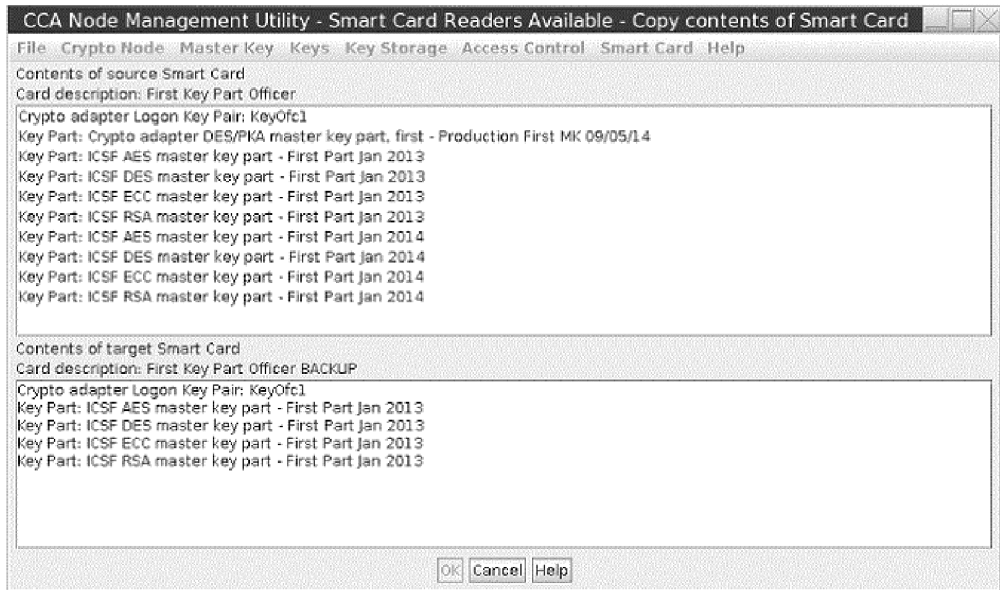 CCA Node Management Utility - Smart Card Readers Available - Copy contents of Smart Card
File Crypto Node Master Key Keys Key Storage Access Control Smart Card Help
Contents of source Smart Card
Card description: First Key Part Officer
Crypto adapter Logon Key Pair: KeyOfc1
Key Part: Crypto adapter DES/PKA master key part, first - Production First MK 09/05/14
Key Part: ICSF AES master key part - First Part Jan 2013
Key Part: ICSF DES master key part - First Part Jan 2013
Key Part: ICSF ECC master key part - First Part Jan 2013
Key Part: ICSF RSA master key part - First Part Jan 2013
Key Part: ICSF AES master key part - First Part Jan 2014
Key Part: ICSF DES master key part - First Part Jan 2014
Key Part: ICSF ECC master key part - First Part Jan 2014
Key Part: ICSF RSA master key part - First Part Jan 2014
Contents of target Smart Card
Card description: First Key Part Officer BACKUP
Crypto adapter Logon Key Pair: KeyOfc1
Key Part: ICSF AES master key part - First Part Jan 2013
Key Part: ICSF DES master key part - First Part Jan 2013
Key Part: ICSF ECC master key part - First Part Jan 2013
Key Part: ICSF RSA master key part - First Part Jan 2013
OK Cancel Help